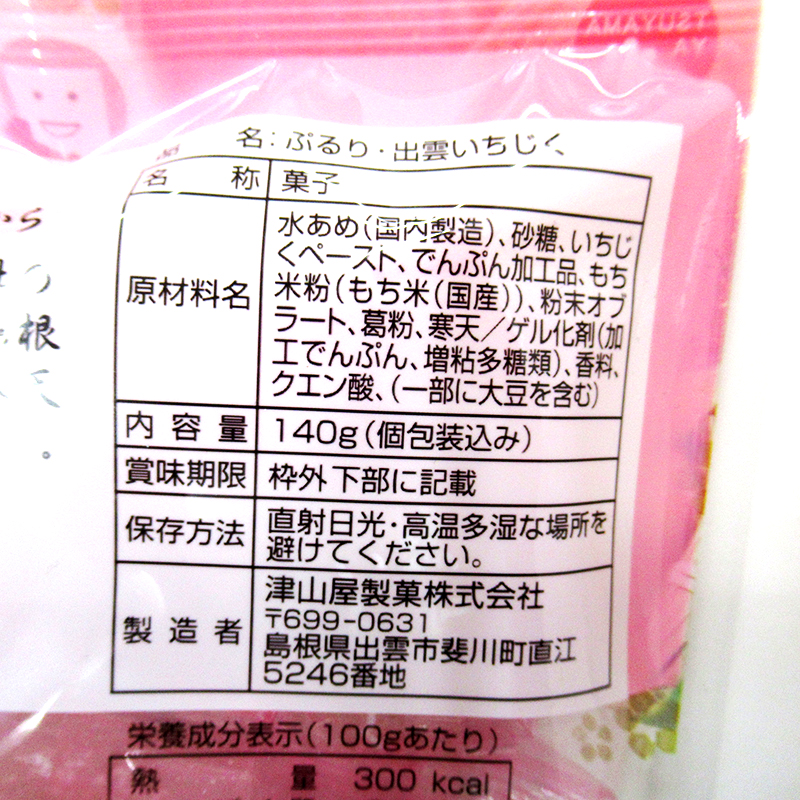 AMAYUST
AY
品名:ぷるり・出雲いちじく
名称 菓子
原材料名
水あめ(国内製造)、砂糖、いちじ
くペースト、でんぷん加工品、もち
米粉(もち米(国産))、粉末オブ
ラート、葛粉、寒天/ゲル化剤(加
工でんぷん、増粘多糖類)、香料、
クエン酸、(一部に大豆を含む)
内容量 140g(個包装込み)
賞味期限 枠外下部に記載
保存方法
直射日光・高温多湿な場所を
避けてください。
製造者
津山屋製菓株式会社
〒699-0631
島根県出雲市斐川町直江
5246番地
栄養成分表示(100gあたり)
熱量 300 kcal
から
の
根
天
。